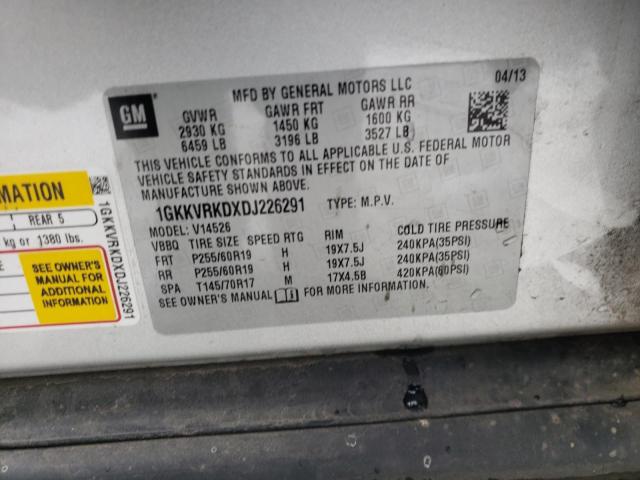 GM
MFD BY GENERAL MOTORS LLC
04/13
GVWR GAWR FRT GAWR RR
2930 KG 1450 KG 1600 KG
6459 LB 3196 LB 3527 LB
THIS VEHICLE CONFORMS TO ALL APPLICABLE U.S. FEDERAL MOTOR
VEHICLE SAFETY STANDARDS IN EFFECT ON THE DATE OF
MANUFACTURE SHOWN ABOVE.
1GKKVRKDXDJ226291 TYPE: M.P.V.
MODEL: V14526
VBBQ TIRE SIZE SPEED RTG RIM COLD TIRE PRESSURE
FRT P255/60R19 H 19X7.5J 240KPA(35PSI)
RR P255/60R19 H 19X7.5J 240KPA(35PSI)
SPA T145/70R17 M 17X4.5B 420KPA(60PSI)
SEE OWNER'S MANUAL FOR MORE INFORMATION.
RMATION
REAR 5
kg or 1380 lbs.
SEE OWNER'S
MANUAL FOR
ADDITIONAL
INFORMATION
1GKKVRKDXDJ226291